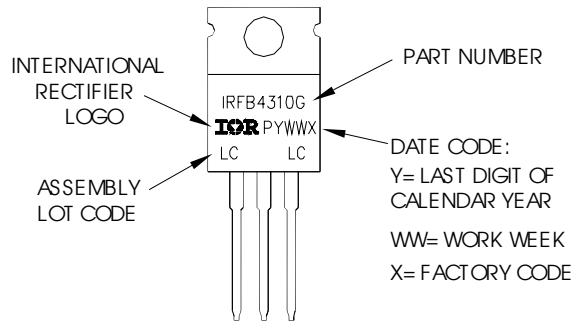 INTERNATIONAL
RECTIFIER
LOGO
PART NUMBER
IRFB4310G
IOR PYWWX
LC LC
ASSEMBLY
LOT CODE
DATE CODE:
Y= LAST DIGIT OF
CALENDAR YEAR
WW= WORK WEEK
X= FACTORY CODE